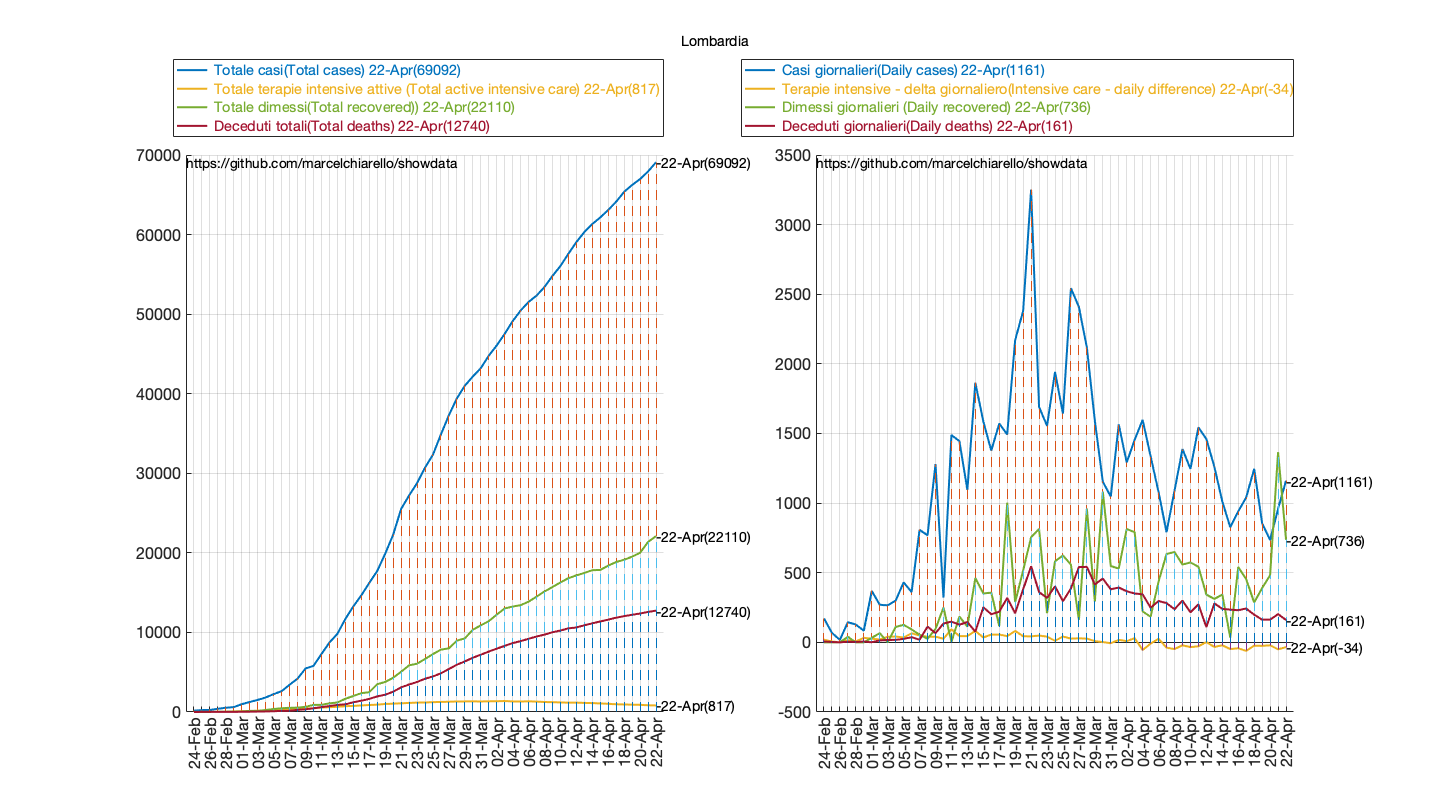 Lombardia
Totale casi(Total cases) 22-Apr(69092)
Totale terapie intensive attive (Total active intensive care) 22-Apr(817)
Totale dimessi(Total recovered)) 22-Apr(22110)
Deceduti totali(Total deaths) 22-Apr(12740)
Casi giornalieri(Daily cases) 22-Apr(1161)
Terapie intensive - delta giornaliero(Intensive care - daily difference) 22-Apr(-34)
Dimessi giornalieri (Daily recovered) 22-Apr(736)
Deceduti giornalieri(Daily deaths) 22-Apr(161)
https://github.com/marcelchiarello/showdata
70000
60000
50000
40000
30000
20000
10000
0
22-Apr(69092)
22-Apr(22110)
22-Apr(12740)
22-Apr(817)
24-Feb
26-Feb
28-Feb
01-Mar
03-Mar
05-Mar
07-Mar
09-Mar
11-Mar
13-Mar
15-Mar
17-Mar
19-Mar
21-Mar
23-Mar
25-Mar
27-Mar
29-Mar
31-Mar
02-Apr
04-Apr
06-Apr
08-Apr
10-Apr
12-Apr
14-Apr
16-Apr
18-Apr
20-Apr
22-Apr
https://github.com/marcelchiarello/showdata
3500
3000
2500
2000
1500
1000
500
0
-500
22-Apr(1161)
22-Apr(736)
22-Apr(161)
22-Apr(-34)
24-Feb
26-Feb
28-Feb
01-Mar
03-Mar
05-Mar
07-Mar
09-Mar
11-Mar
13-Mar
15-Mar
17-Mar
19-Mar
21-Mar
23-Mar
25-Mar
27-Mar
29-Mar
31-Mar
02-Apr
04-Apr
06-Apr
08-Apr
10-Apr
12-Apr
14-Apr
16-Apr
18-Apr
20-Apr
22-Apr